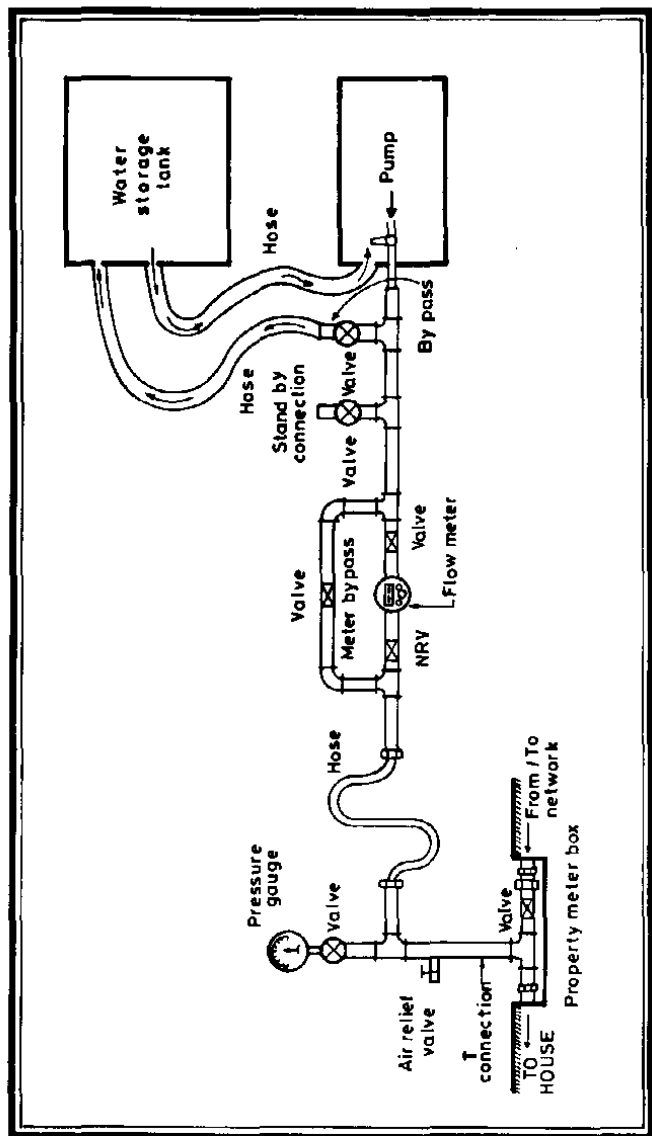 Water
storage
tank
Hose
Pump
By pass
Hose
Valve
Stand by
connection
Valve
Valve
Meter bypass
Valve
Flow meter
NRV
Hose
Pressure
gauge
Valve
Air relief
valve
T
connection
Valve
From / To
network
TO
HOUSE
Property meter box